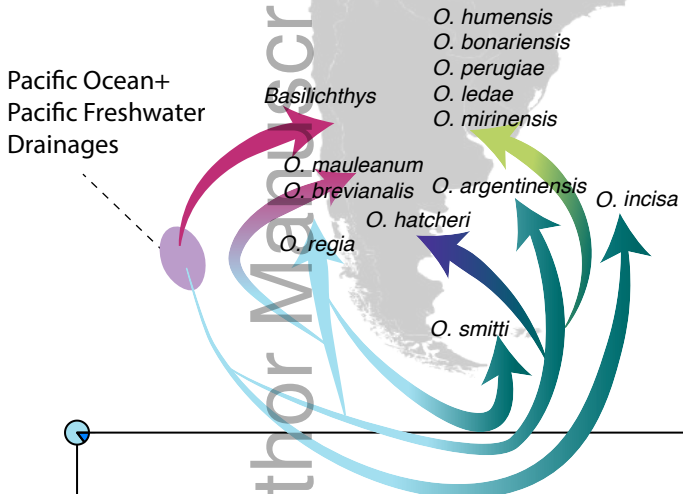 O. humensis
O. bonariensis
O. perugiae
O. ledae
O. mirinensis
Pacific Ocean+
Pacific Freshwater
Drainages
Basilichthys
O. mauleanum
O. brevianalis
O. argentinensis
O. incisa
O. hatcheri
O. regia
O. smitti
thor Manuscr